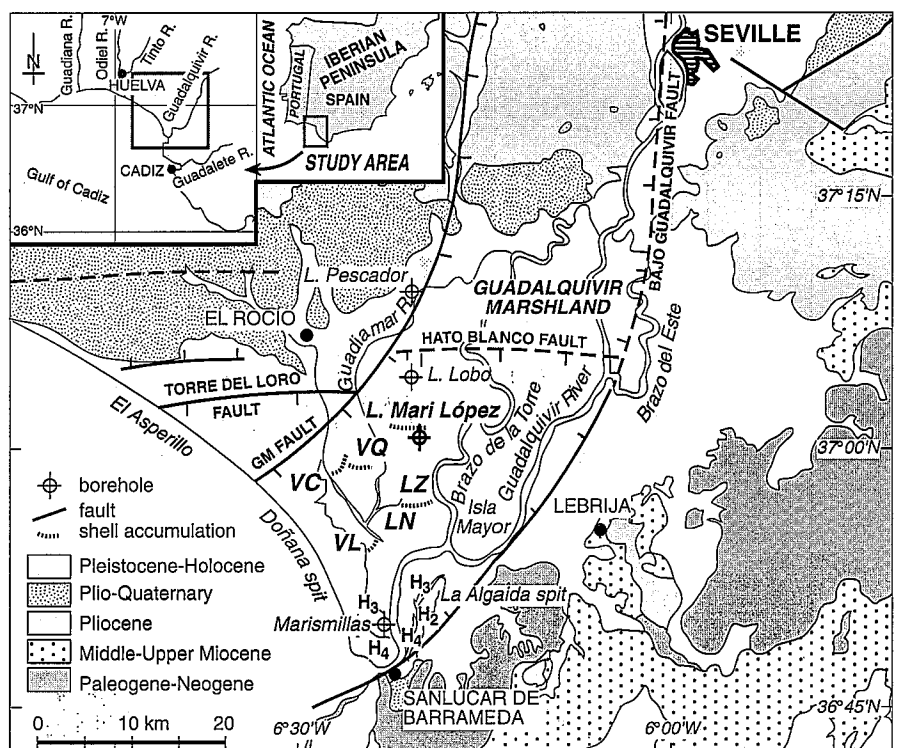 7°W
N
Guadiana R.
Odiel R.
Tinto R.
HUELVA
Guadalquivir R.
37°N
CADIZ
Guadalete R.
Gulf of Cadiz
36°N
ATLANTIC OCEAN
PORTUGAL
IBERIAN
PENINSULA
SPAIN
STUDY AREA
SEVILLE
BAJO GUADALQUIVIR FAULT
37°15'N
L. Pescador
GUADALQUIVIR
MARSHLAND
EL ROCIO
Guadiamar R.
HATO BLANCO FAULT
Brazo del Este
L. Lobo
TORRE DEL LORO
FAULT
El Asperillo
L. Mari López
Brazo de la Torre
Guadalquivir River
GM FAULT
VQ
37°00'N
VC
LZ
borehole
fault
shell accumulation
LN
Isla
Mayor
LEBRIJA
Doñana spit
VL
Pleistocene-Holocene
Plio-Quaternary
Pliocene
Middle-Upper Miocene
Paleogene-Neogene
H3
La Algaida spit
H3
H2
Marismillas
H4
H4
SANLUCAR DE
BARRAMEDA
36°45'N
0 10 km 20
6°30'W
6°00'W